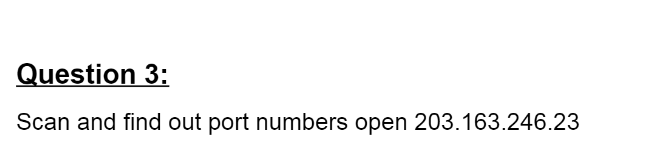 Question 3:
Scan and find out port numbers open 203.163.246.23